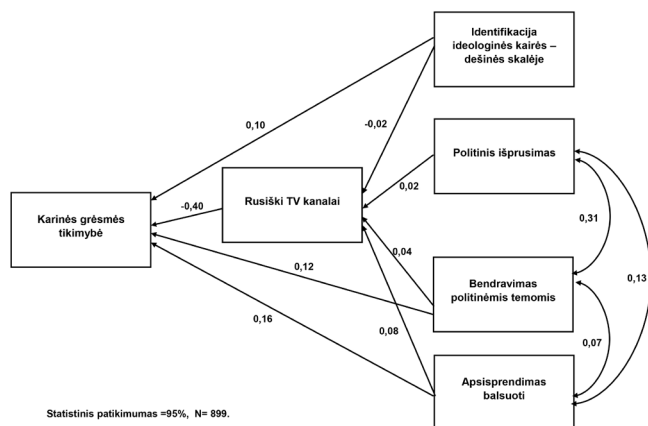 Identifikacija
ideologinės kairės –
dešinės skalėje
0,10
-0,02
Politinis išprusimas
Rusiški TV kanalai
0,02
Karinės grėsmės
tikimybė
-0,40
0,31
0,04
0,12
Bendravimas
politinėmis temomis
0,13
0,16
0,08
0,07
Apsisprendimas
balsuoti
Statistinis patikimumas =95%, N= 899.